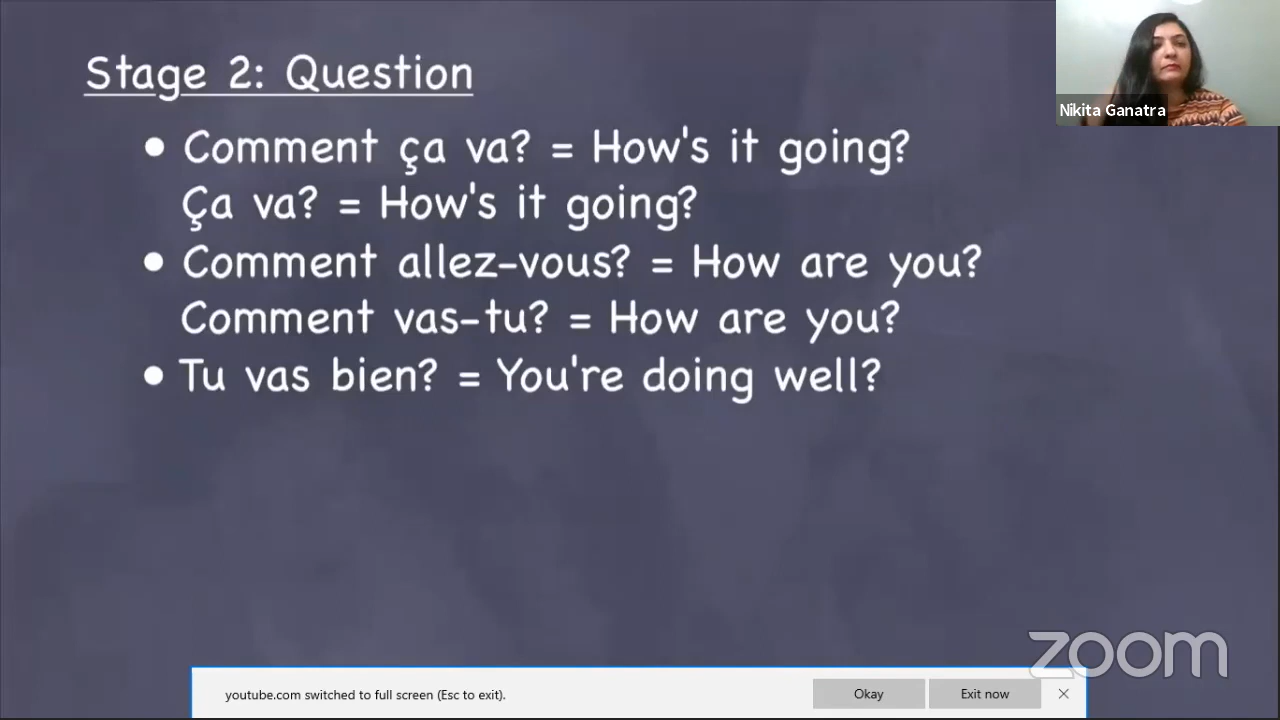 Stage 2: Question
• Comment ça va? = How's it going?
Ça va? = How's it going?
• Comment allez-vous? = How are you?
Comment vas-tu? = How are you?
• Tu vas bien? = You're doing well?
Nikita Ganatra
zoom
youtube.com switched to full screen (Esc to exit).
Okay
Exit now